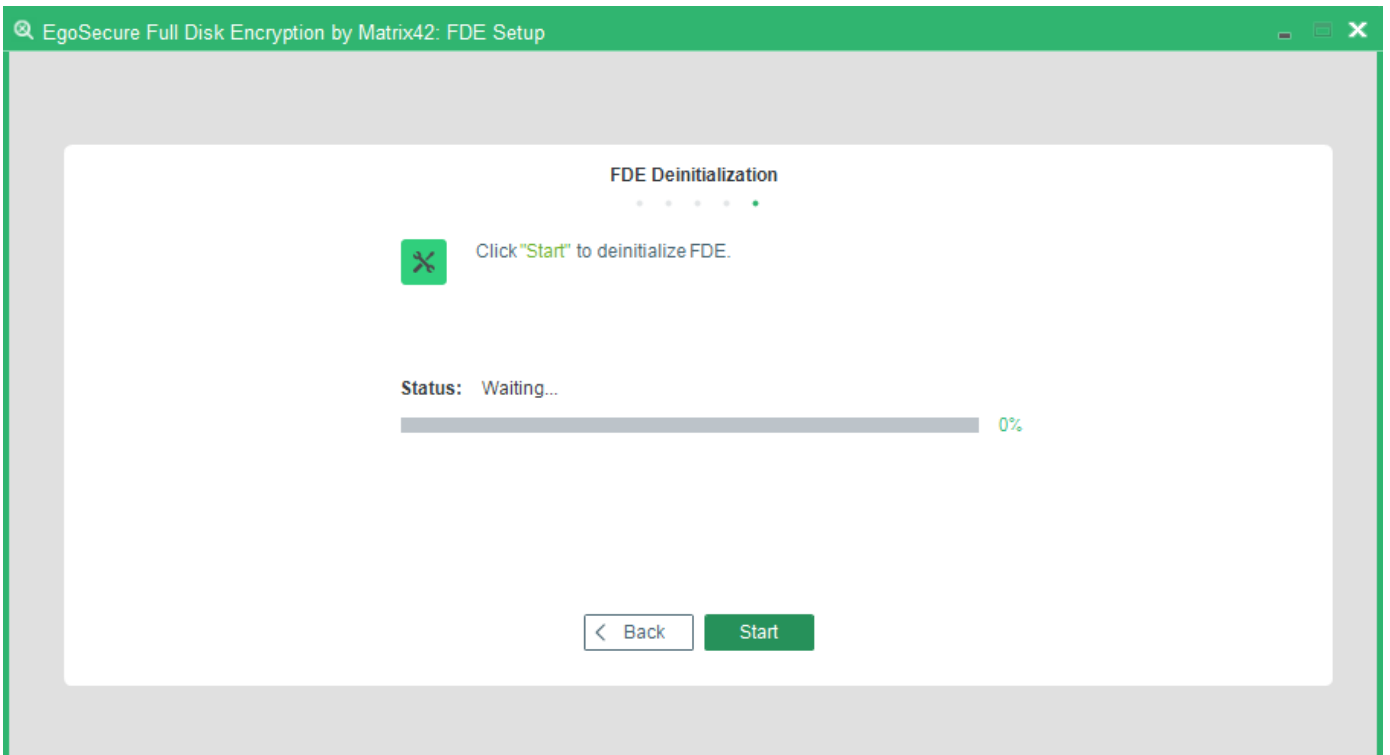 EgoSecure Full Disk Encryption by Matrix42: FDE Setup
FDE Deinitialization
Click "Start" to deinitialize FDE.
Status: Waiting...
0%
Back
Start